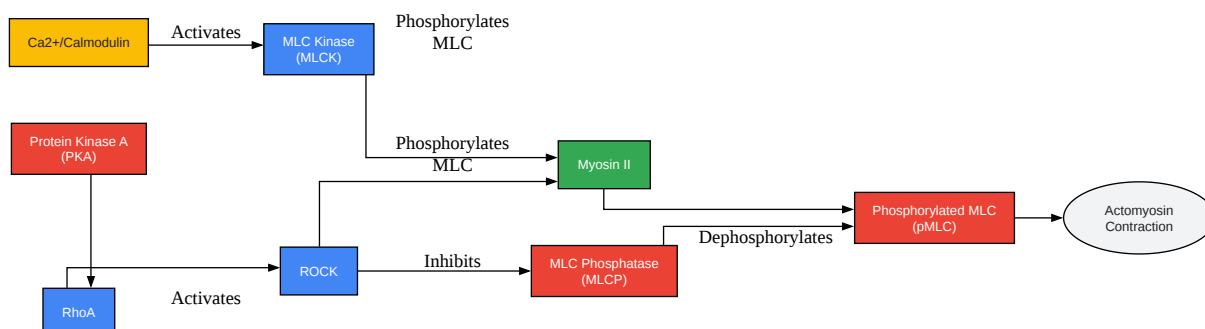 Ca2+/Calmodulin
Activates
MLC Kinase
(MLCK)
Phosphorylates
MLC
Protein Kinase A
(PKA)
Phosphorylates
MLC
Myosin II
Phosphorylated MLC
(pMLC)
Actomyosin
Contraction
Dephosphorylates
ROCK
Inhibits
MLC Phosphatase
(MLCP)
RhoA
Activates